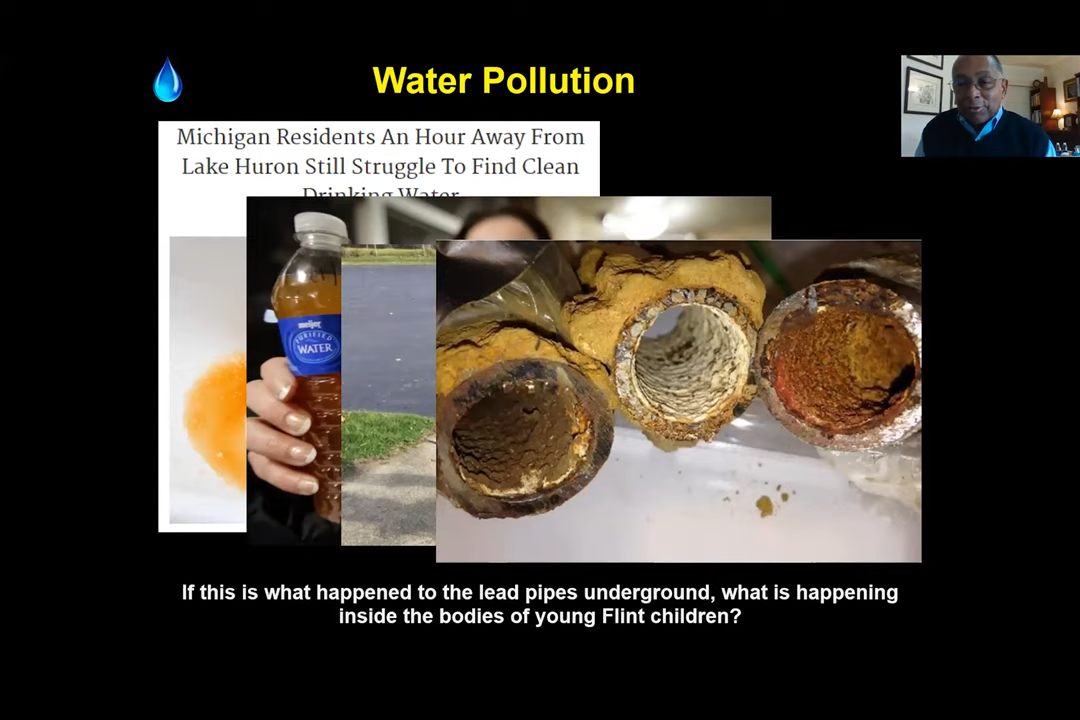 Water Pollution
Michigan Residents An Hour Away From
Lake Huron Still Struggle To Find Clean
Drinking Water
meijer
PURIFIED
WATER
If this is what happened to the lead pipes underground, what is happening
inside the bodies of young Flint children?